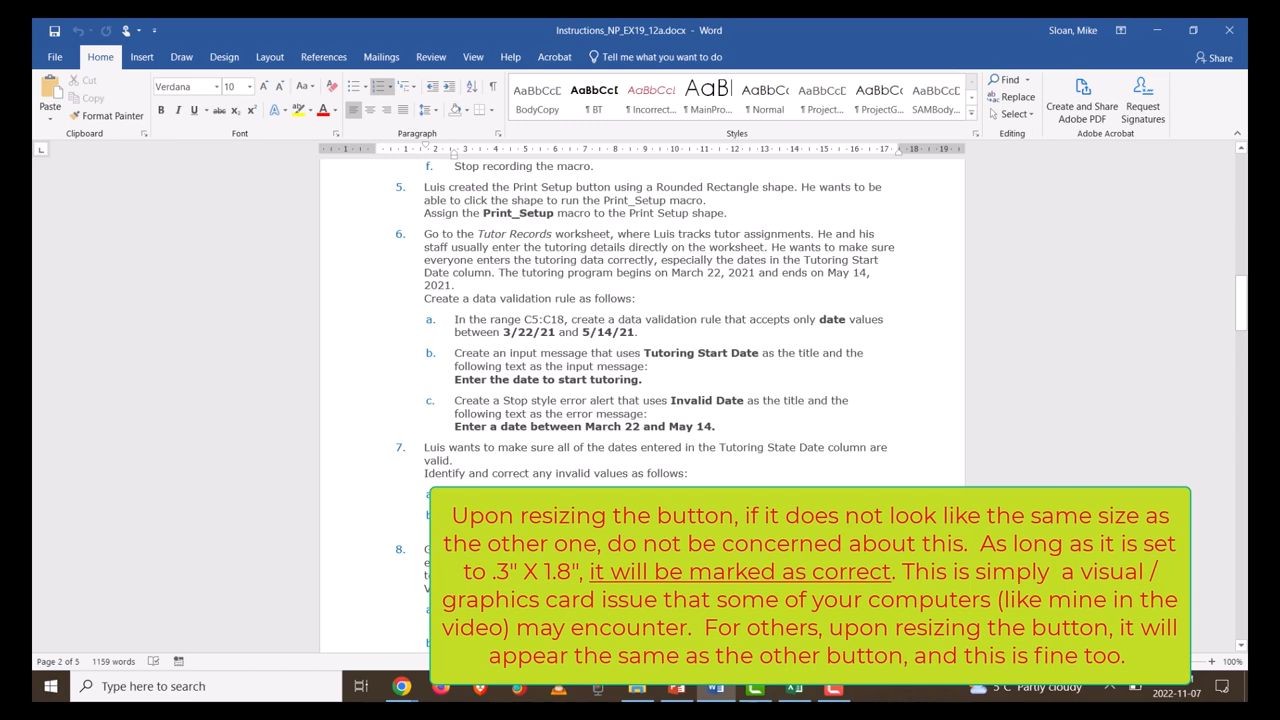 Instructions_NP_EX19_12a.docx - Word
Sloan, Mike
File Home Insert Draw Design Layout References Mailings Review View Help Acrobat Tell me what you want to do
Share
Paste
Cut
Copy
Format Painter
Clipboard
Verdana 10
Font
Paragraph
AaBbCcD AaBbCcI AaBbCcD AaBl AaBbCc AaBbCcI AaBbCc AaBbCcD
BodyCopy ¶ BT ¶ Incorrect... ¶ MainPro... ¶ Normal ¶ Project... ¶ ProjectG... SAMBody...
Styles
Find
Replace
Select
Editing
Create and Share
Adobe PDF
Request
Signatures
Adobe Acrobat
f. Stop recording the macro.
5. Luis created the Print Setup button using a Rounded Rectangle shape. He wants to be
able to click the shape to run the Print_Setup macro.
Assign the Print_Setup macro to the Print Setup shape.
6. Go to the Tutor Records worksheet, where Luis tracks tutor assignments. He and his
staff usually enter the tutoring details directly on the worksheet. He wants to make sure
everyone enters the tutoring data correctly, especially the dates in the Tutoring Start
Date column. The tutoring program begins on March 22, 2021 and ends on May 14,
2021.
Create a data validation rule as follows:
a. In the range C5:C18, create a data validation rule that accepts only date values
between 3/22/21 and 5/14/21.
b. Create an input message that uses Tutoring Start Date as the title and the
following text as the input message:
Enter the date to start tutoring.
c. Create a Stop style error alert that uses Invalid Date as the title and the
following text as the error message:
Enter a date between March 22 and May 14.
7. Luis wants to make sure all of the dates entered in the Tutoring State Date column are
valid.
Identify and correct any invalid values as follows:
8.
Upon resizing the button, if it does not look like the same size as
the other one, do not be concerned about this. As long as it is set
to .3" X 1.8", it will be marked as correct. This is simply a visual /
graphics card issue that some of your computers (like mine in the
video) may encounter. For others, upon resizing the button, it will
appear the same as the other button, and this is fine too.
Page 2 of 5 1159 words
100%
Type here to search
5°C Partly cloudy
2022-11-07